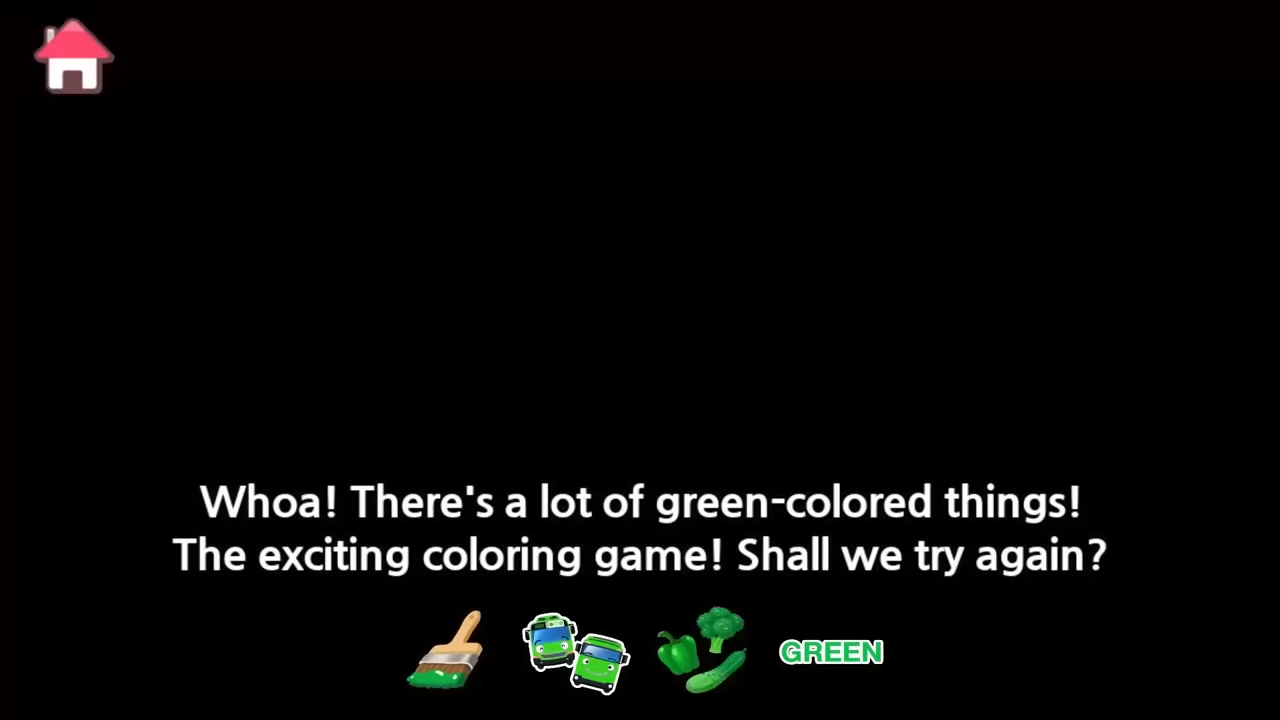 Whoa! There's a lot of green-colored things!
The exciting coloring game! Shall we try again?
GREEN